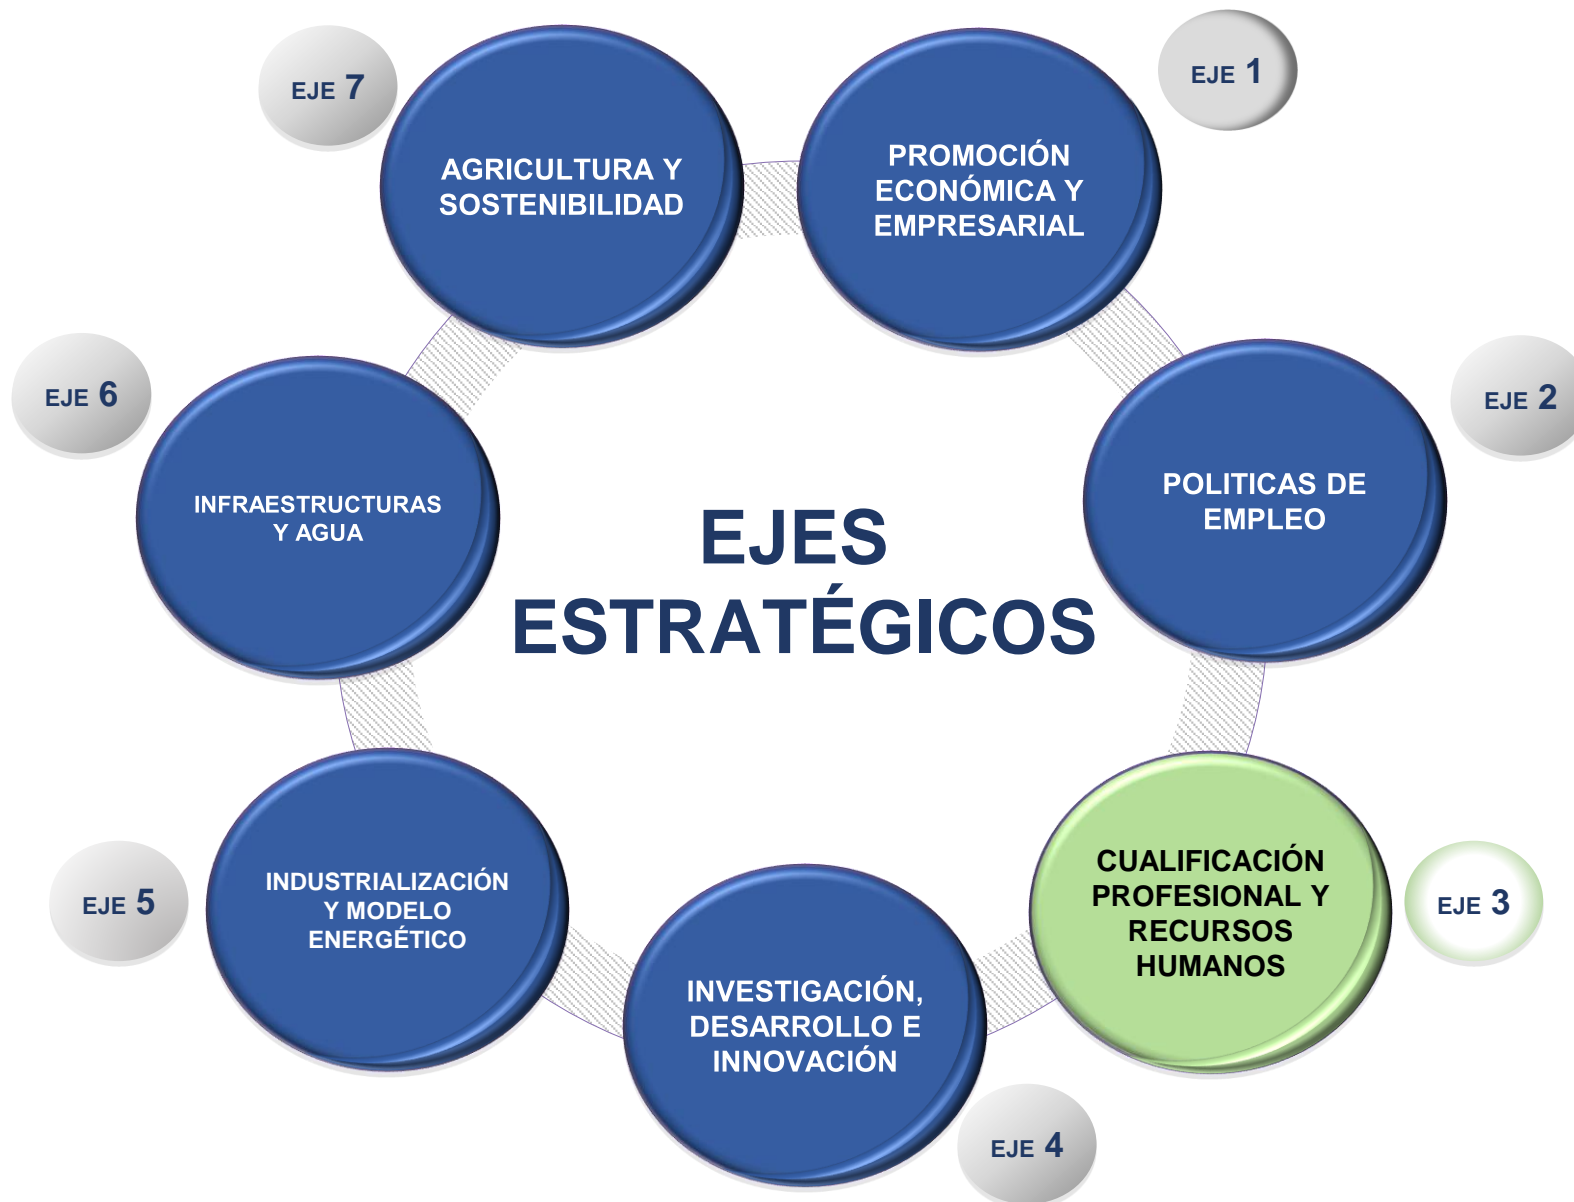 EJE 7
EJE 1
AGRICULTURA Y
SOSTENIBILIDAD
PROMOCIÓN
ECONÓMICA Y
EMPRESARIAL
EJE 6
EJE 2
INFRAESTRUCTURAS
Y AGUA
POLITICAS DE
EMPLEO
EJES
ESTRATÉGICOS
EJE 5
INDUSTRIALIZACIÓN
Y MODELO
ENERGÉTICO
CUALIFICACIÓN
PROFESIONAL Y
RECURSOS
HUMANOS
EJE 3
INVESTIGACIÓN,
DESARROLLO E
INNOVACIÓN
EJE 4